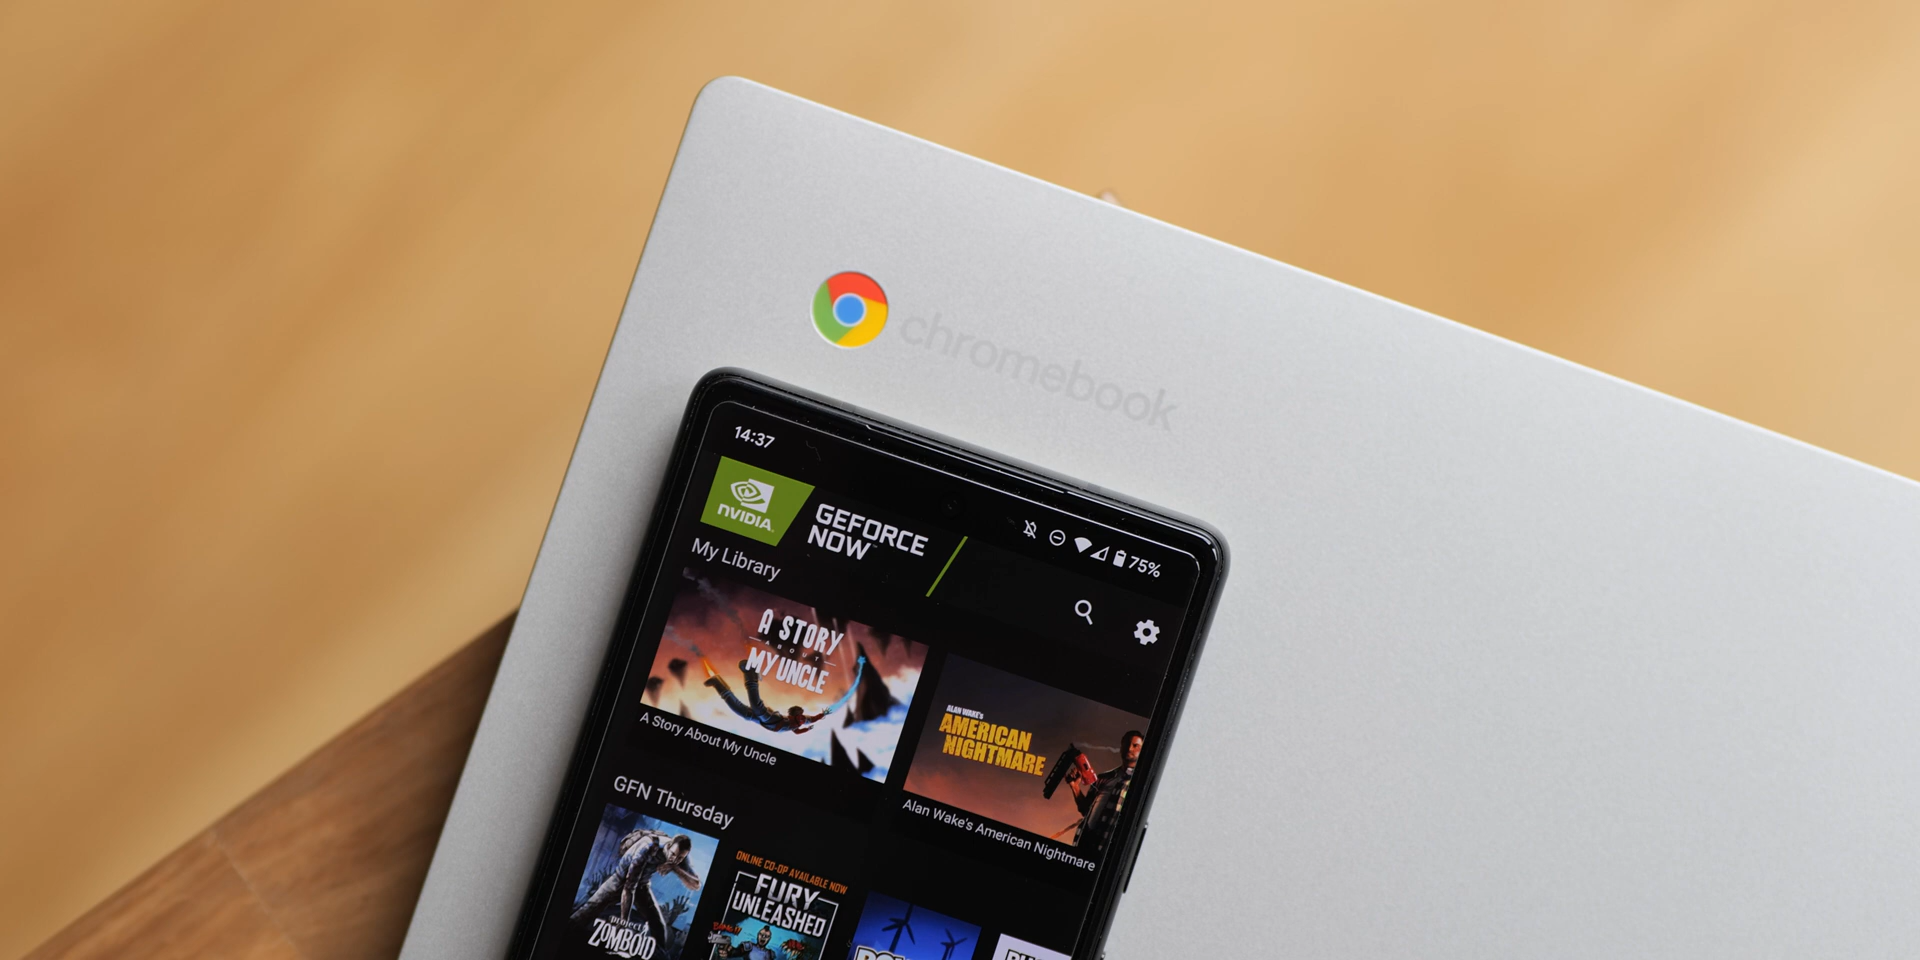 chromebook
14:37
75%
NVIDIA
GEFORCE
NOW
My Library
A STORY
ABOUT
MY UNCLE
A Story About My Uncle
ALAN WAKE'S
AMERICAN
NIGHTMARE
Alan Wake's American Nightmare
GFN Thursday
project
ZOMBOID
ONLINE CO-OP AVAILABLE NOW
FURY
UNLEASHED